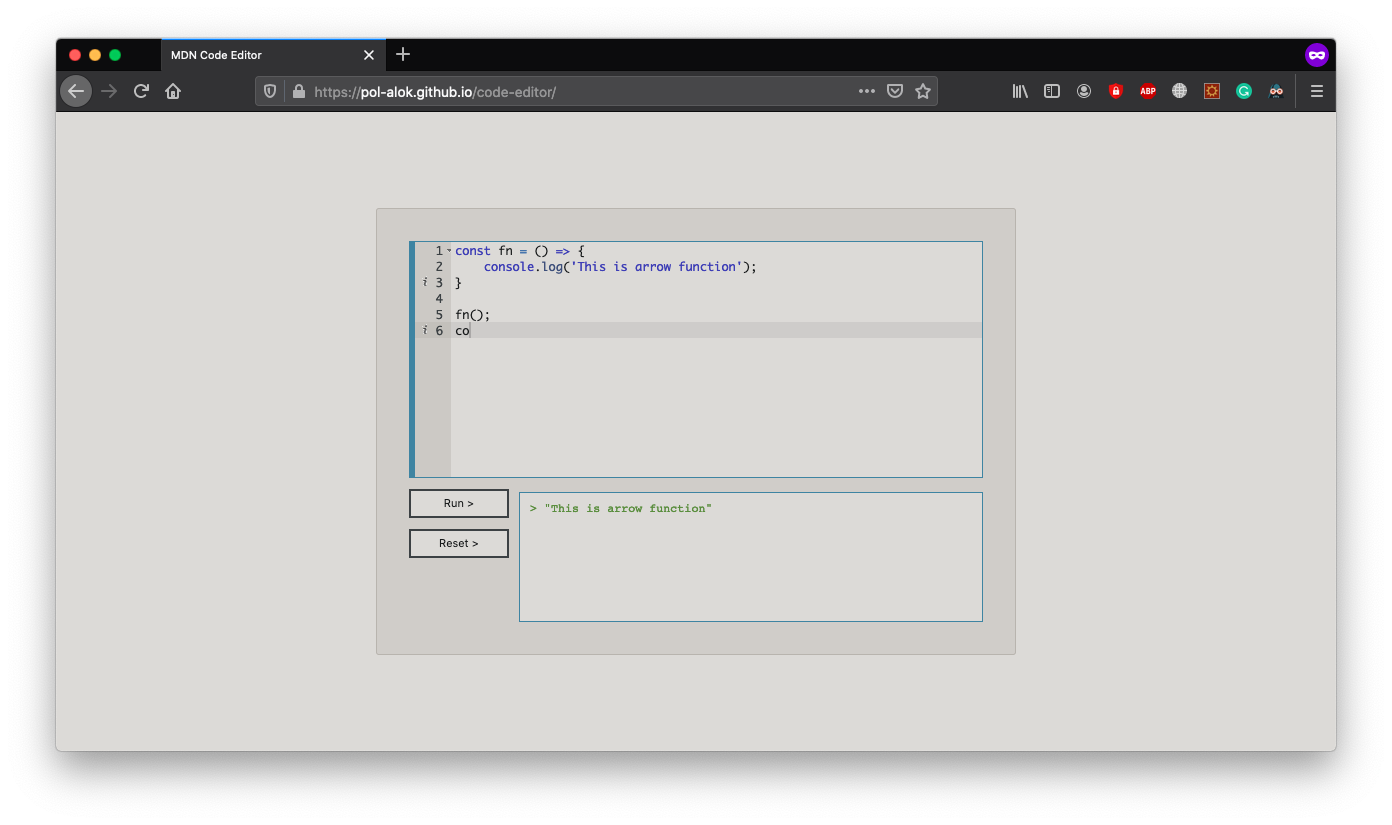 MDN Code Editor
https://pol-alok.github.io/code-editor/
ABP
1 const fn = () => {
2     console.log('This is arrow function');
i 3 }
4
5 fn();
i 6 co
Run >
> "This is arrow function"
Reset >